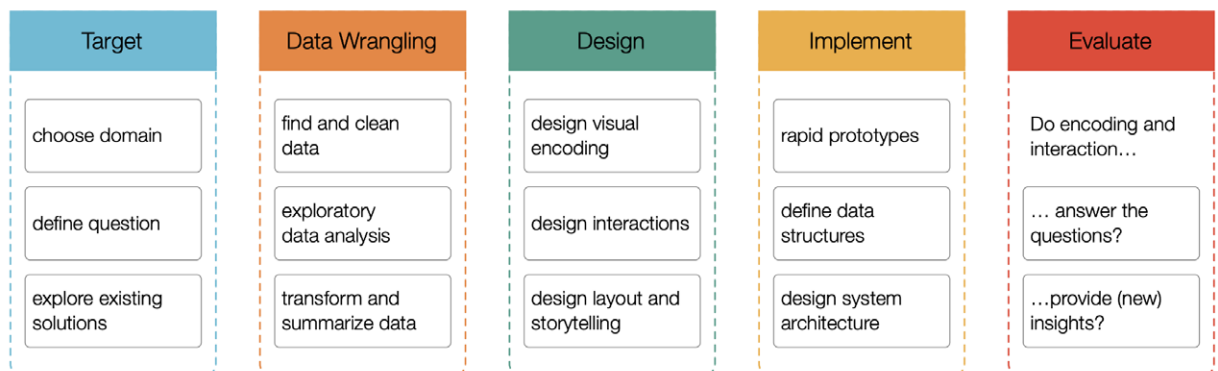 Target
choose domain
define question
explore existing
solutions
Data Wrangling
find and clean
data
exploratory
data analysis
transform and
summarize data
Design
design visual
encoding
design interactions
design layout and
storytelling
Implement
rapid prototypes
define data
structures
design system
architecture
Evaluate
Do encoding and
interaction…
… answer the
questions?
…provide (new)
insights?